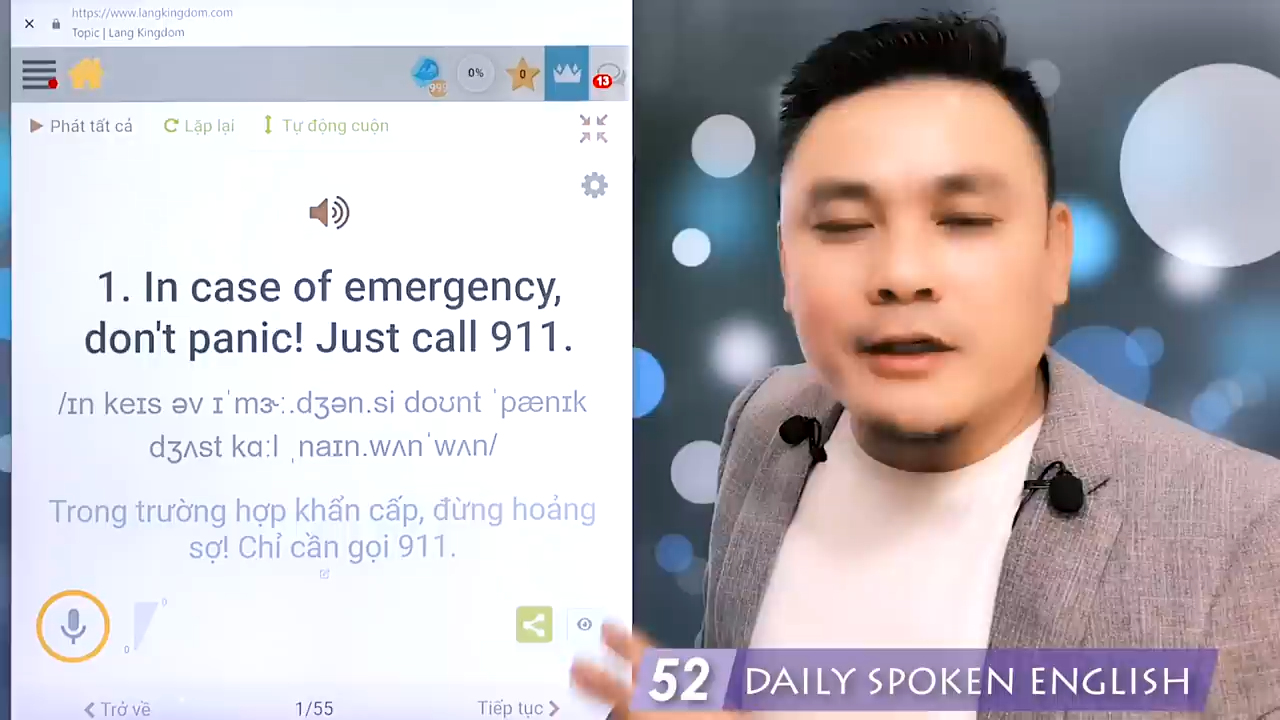 https://www.langkingdom.com
Topic | Lang Kingdom
999
0%
0
13
Phát tất cả
Lặp lại
Tự động cuộn
1. In case of emergency,
don't panic! Just call 911.
/ɪn keɪs əv ɪˈmɝː.dʒən.si doʊnt ˈpænɪk
dʒʌst kɑːl ˌnaɪn.wʌnˈwʌn/
Trong trường hợp khẩn cấp, đừng hoảng
sợ! Chỉ cần gọi 911.
0
0
Trở về
1/55
Tiếp tục
52 DAILY SPOKEN ENGLISH